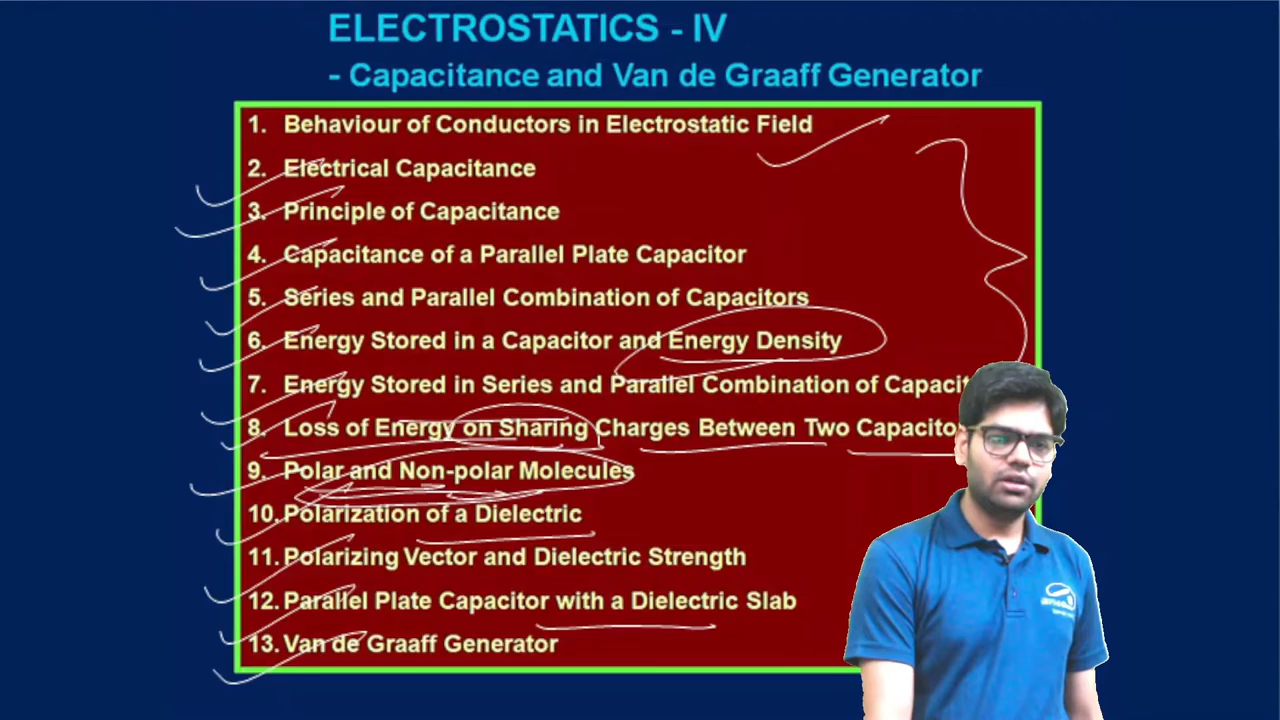 ELECTROSTATICS - IV
- Capacitance and Van de Graaff Generator
1. Behaviour of Conductors in Electrostatic Field
2. Electrical Capacitance
3. Principle of Capacitance
4. Capacitance of a Parallel Plate Capacitor
5. Series and Parallel Combination of Capacitors
6. Energy Stored in a Capacitor and Energy Density
7. Energy Stored in Series and Parallel Combination of
8. Loss of Energy on Sharing Charges Between Two
9. Polar and Non-polar Molecules
10. Polarization of a Dielectric
11. Polarizing Vector and Dielectric Strength
12. Parallel Plate Capacitor with a Dielectric Slab
13. Van de Graaff Generator